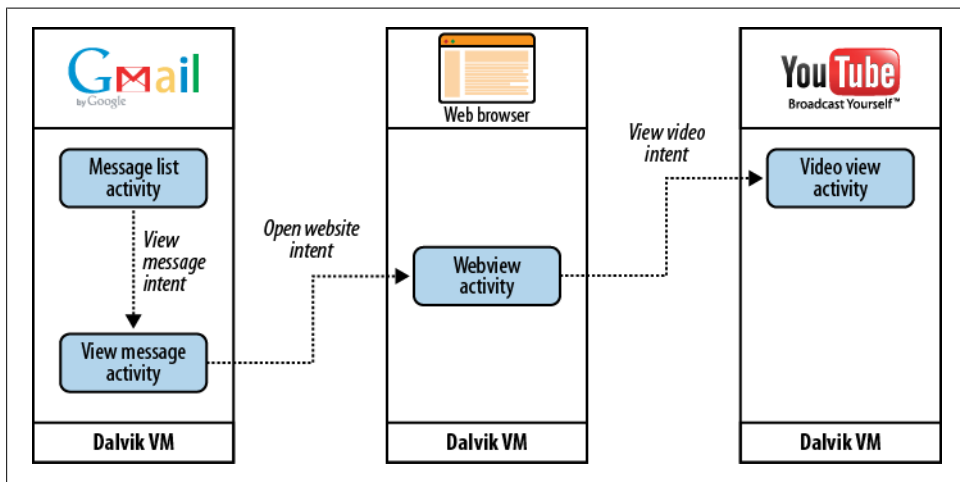 Gmail
by Google
Web browser
YouTube
Broadcast Yourself™
Message list
activity
View
message
intent
View message
activity
Open website
intent
Webview
activity
View video
intent
Video view
activity
Dalvik VM
Dalvik VM
Dalvik VM